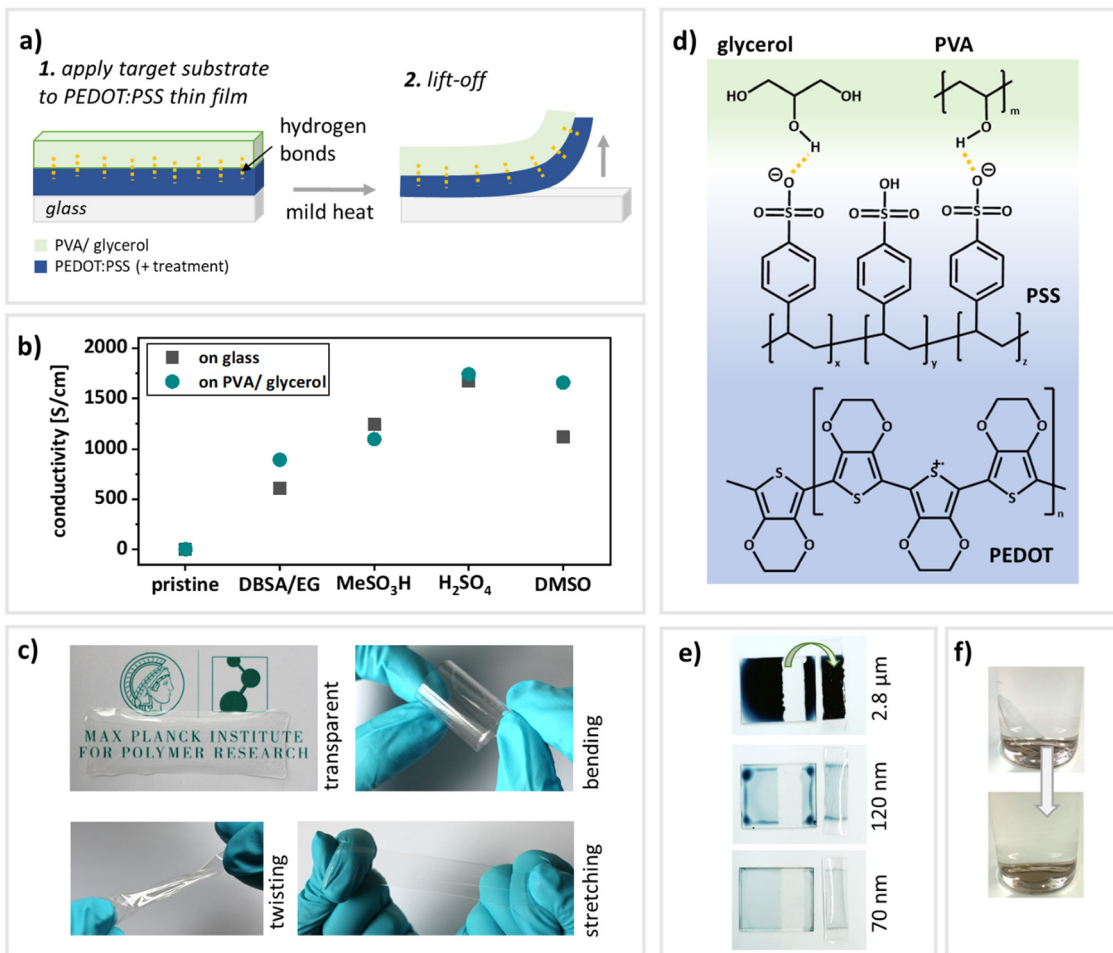 a)
1. apply target substrate
to PEDOT:PSS thin film
2. lift-off
hydrogen
bonds
glass
mild heat
PVA/ glycerol
PEDOT:PSS (+ treatment)
b)
conductivity [S/cm]
2000
1500
1000
500
0
on glass
on PVA/ glycerol
pristine
DBSA/EG
MeSO₃H
H₂SO₄
DMSO
c)
MAX PLANCK INSTITUTE
FOR POLYMER RESEARCH
transparent
bending
twisting
stretching
d)
glycerol
PVA
HO
OH
O
H
m
O
H
⊖
O
O=S=O
OH
O=S=O
⊖
O
O=S=O
PSS
x
y
z
O
O
S
O
O
S
O
O
S+•
O
O
S
n
PEDOT
e)
2.8 µm
120 nm
70 nm
f)